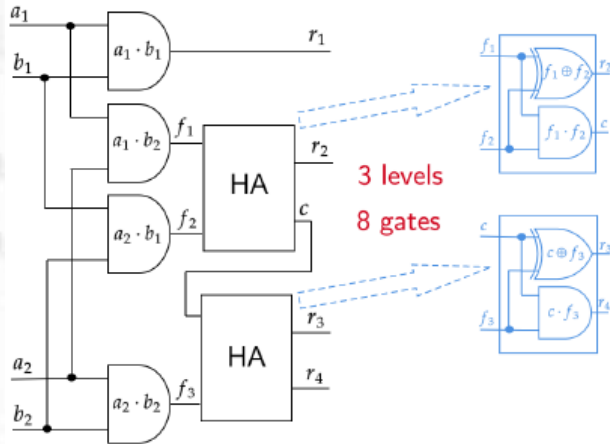 a₁
a₁ · b₁
r₁
b₁
f₁
f₁ ⊕ f₂
r₂
a₁ · b₂
f₁
HA
r₂
3 levels
f₁ · f₂
c
f₂
8 gates
a₂ · b₁
f₂
c
c
c ⊕ f₃
r₃
HA
r₃
c · f₃
r₄
f₃
a₂
a₂ · b₂
f₃
r₄
b₂